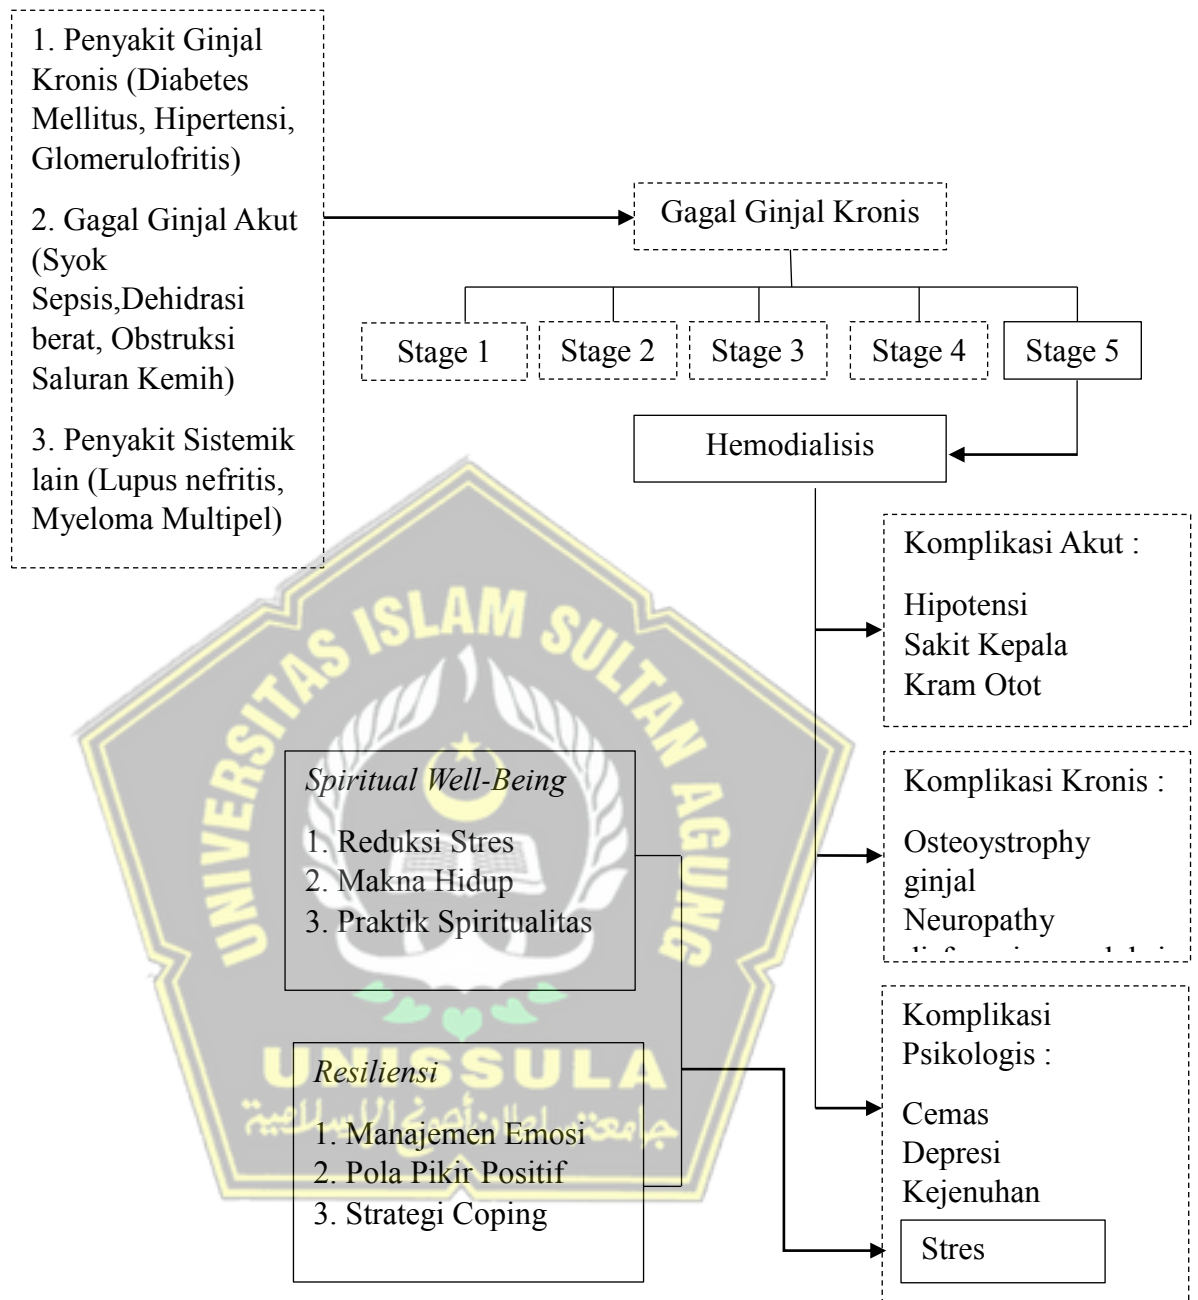 1. Penyakit Ginjal
Kronis (Diabetes
Mellitus, Hipertensi,
Glomerulofritis)
2. Gagal Ginjal Akut
(Syok
Sepsis,Dehidrasi
berat, Obstruksi
Saluran Kemih)
3. Penyakit Sistemik
lain (Lupus nefritis,
Myeloma Multipel)
Gagal Ginjal Kronis
Stage 1
Stage 2
Stage 3
Stage 4
Stage 5
Hemodialisis
Komplikasi Akut :
Hipotensi
Sakit Kepala
Kram Otot
Komplikasi Kronis :
Osteoystrophy
ginjal
Neuropathy
Komplikasi
Psikologis :
Cemas
Depresi
Kejenuhan
Stres
Spiritual Well-Being
1. Reduksi Stres
2. Makna Hidup
3. Praktik Spiritualitas
Resiliensi
1. Manajemen Emosi
2. Pola Pikir Positif
3. Strategi Coping
UNIVERSITAS ISLAM SULTAN AGUNG
UNISSULA